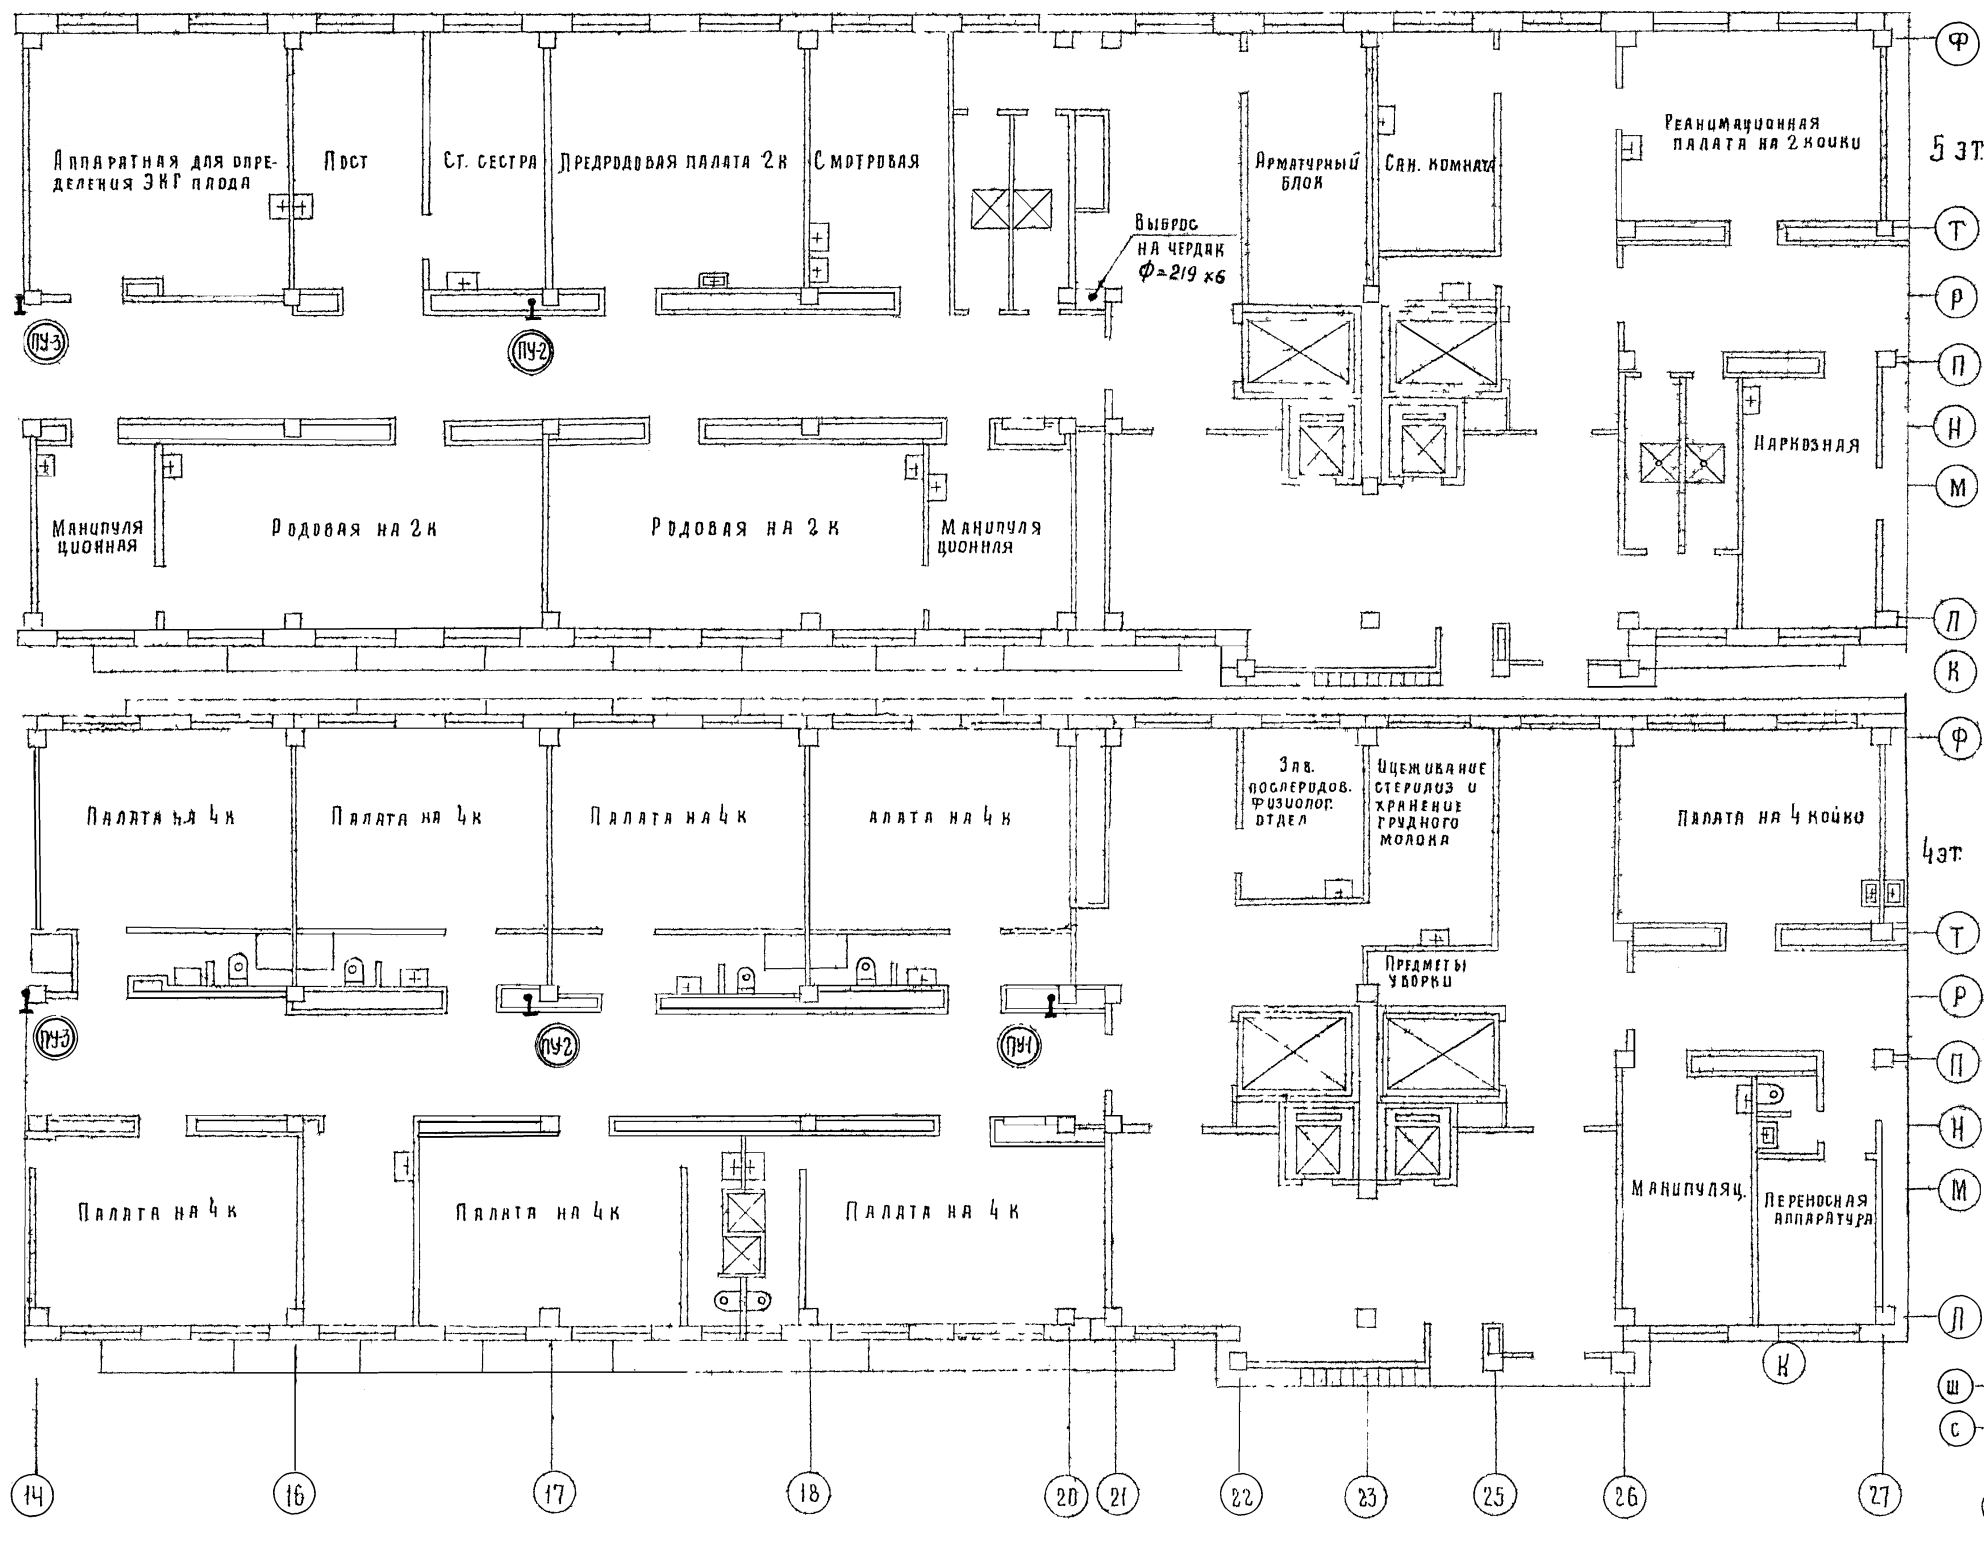 Ф
Аппаратная для опре-
деления ЭКГ плода
Пост
Ст. сестра
Предродовая палата 2к
Смотровая
Арматурный
блок
Сан. комната
Реанимационная
палата на 2 койки
5 эт.
Выброс
на чердак
Ф=219×6
Т
Р
ПУ-3
ПУ-2
П
Н
Наркозная
М
Манипуля
ционная
Родовая на 2 к
Родовая на 2 к
Манипуля
ционная
Л
К
Ф
Палата на 4к
Палата на 4к
Палата на 4к
алата на 4к
Зав.
послеродов.
физиолог.
отдел
Сцеживание
стерилиз и
хранение
грудного
молока
Палата на 4 койко
4эт.
Т
Предметы
уборки
Р
ПУ-3
ПУ-2
ПУ-1
П
Н
Палата на 4к
Палата на 4к
Палата на 4к
Манипуляц.
Переносная
аппаратура
М
Л
К
Ш
С
14
16
17
18
20
21
22
23
25
26
27